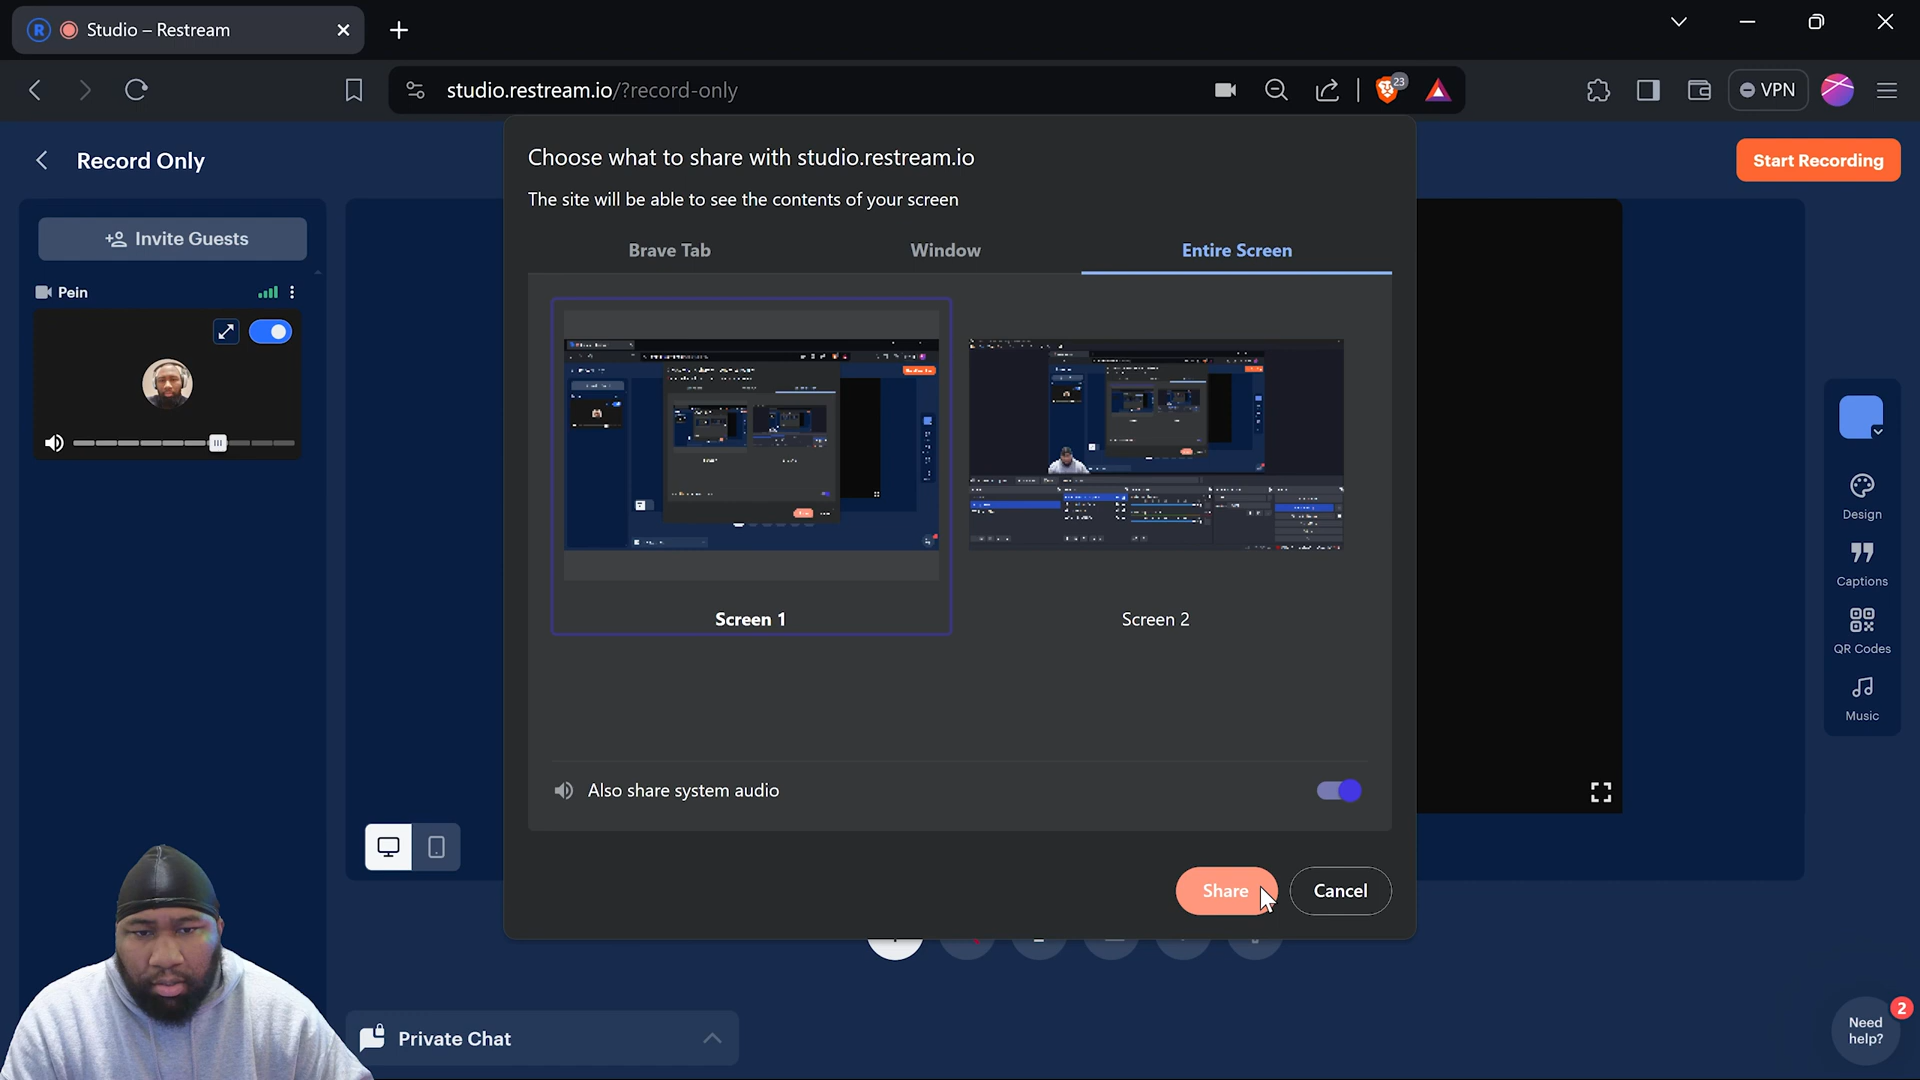 Studio – Restream
studio.restream.io/?record-only
23
VPN
Record Only
Start Recording
Invite Guests
Pein
Choose what to share with studio.restream.io
The site will be able to see the contents of your screen
Brave Tab
Window
Entire Screen
Screen 1
Screen 2
Also share system audio
Share
Cancel
Design
Captions
QR Codes
Music
Private Chat
Need
help?
2